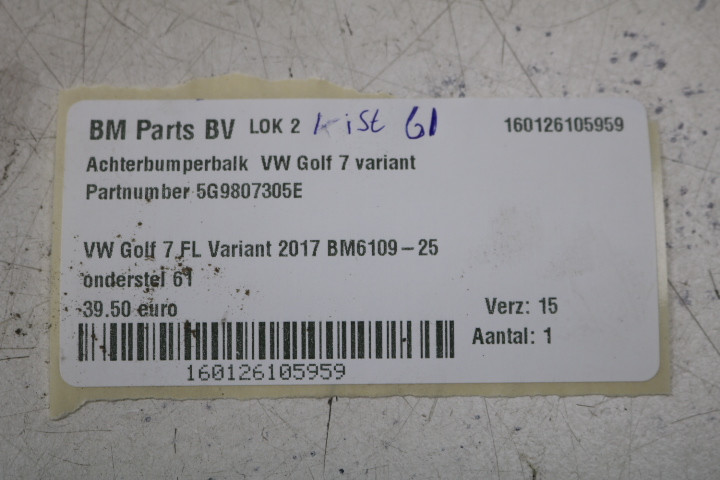 BM Parts BV LOK 2 kist 61 160126105959
Achterbumperbalk VW Golf 7 variant
Partnumber 5G9807305E
VW Golf 7 FL Variant 2017 BM6109-25
onderstel 61
39.50 euro Verz: 15
Aantal: 1
160126105959